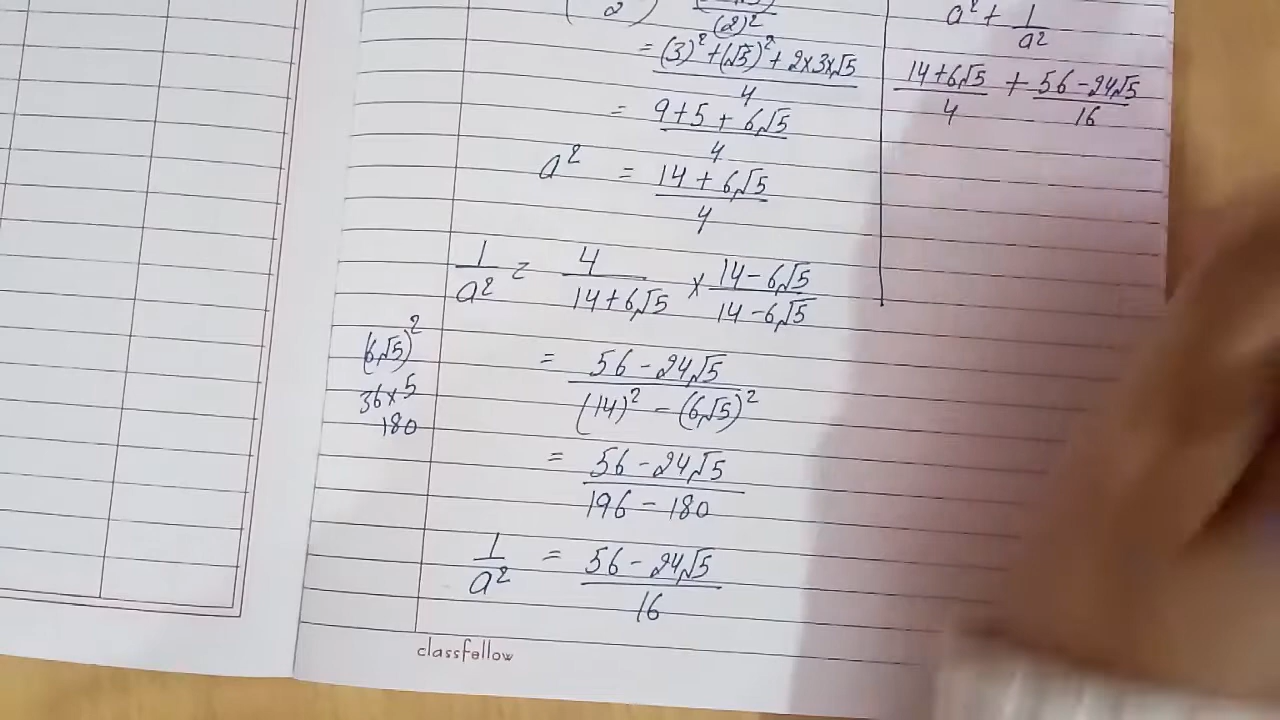 2 (2)²
= (3)² + (√5)² + 2×3×√5
4
= 9 + 5 + 6√5
4
a² = 14 + 6√5
4
1/a² = 4/14+6√5 × 14-6√5/14-6√5
= 56 - 24√5
(14)² - (6√5)²
= 56 - 24√5
196 - 180
1/a² = 56 - 24√5
16
(6√5)²
36×5
180
a² + 1/a²
14+6√5/4 + 56-24√5/16
classfellow